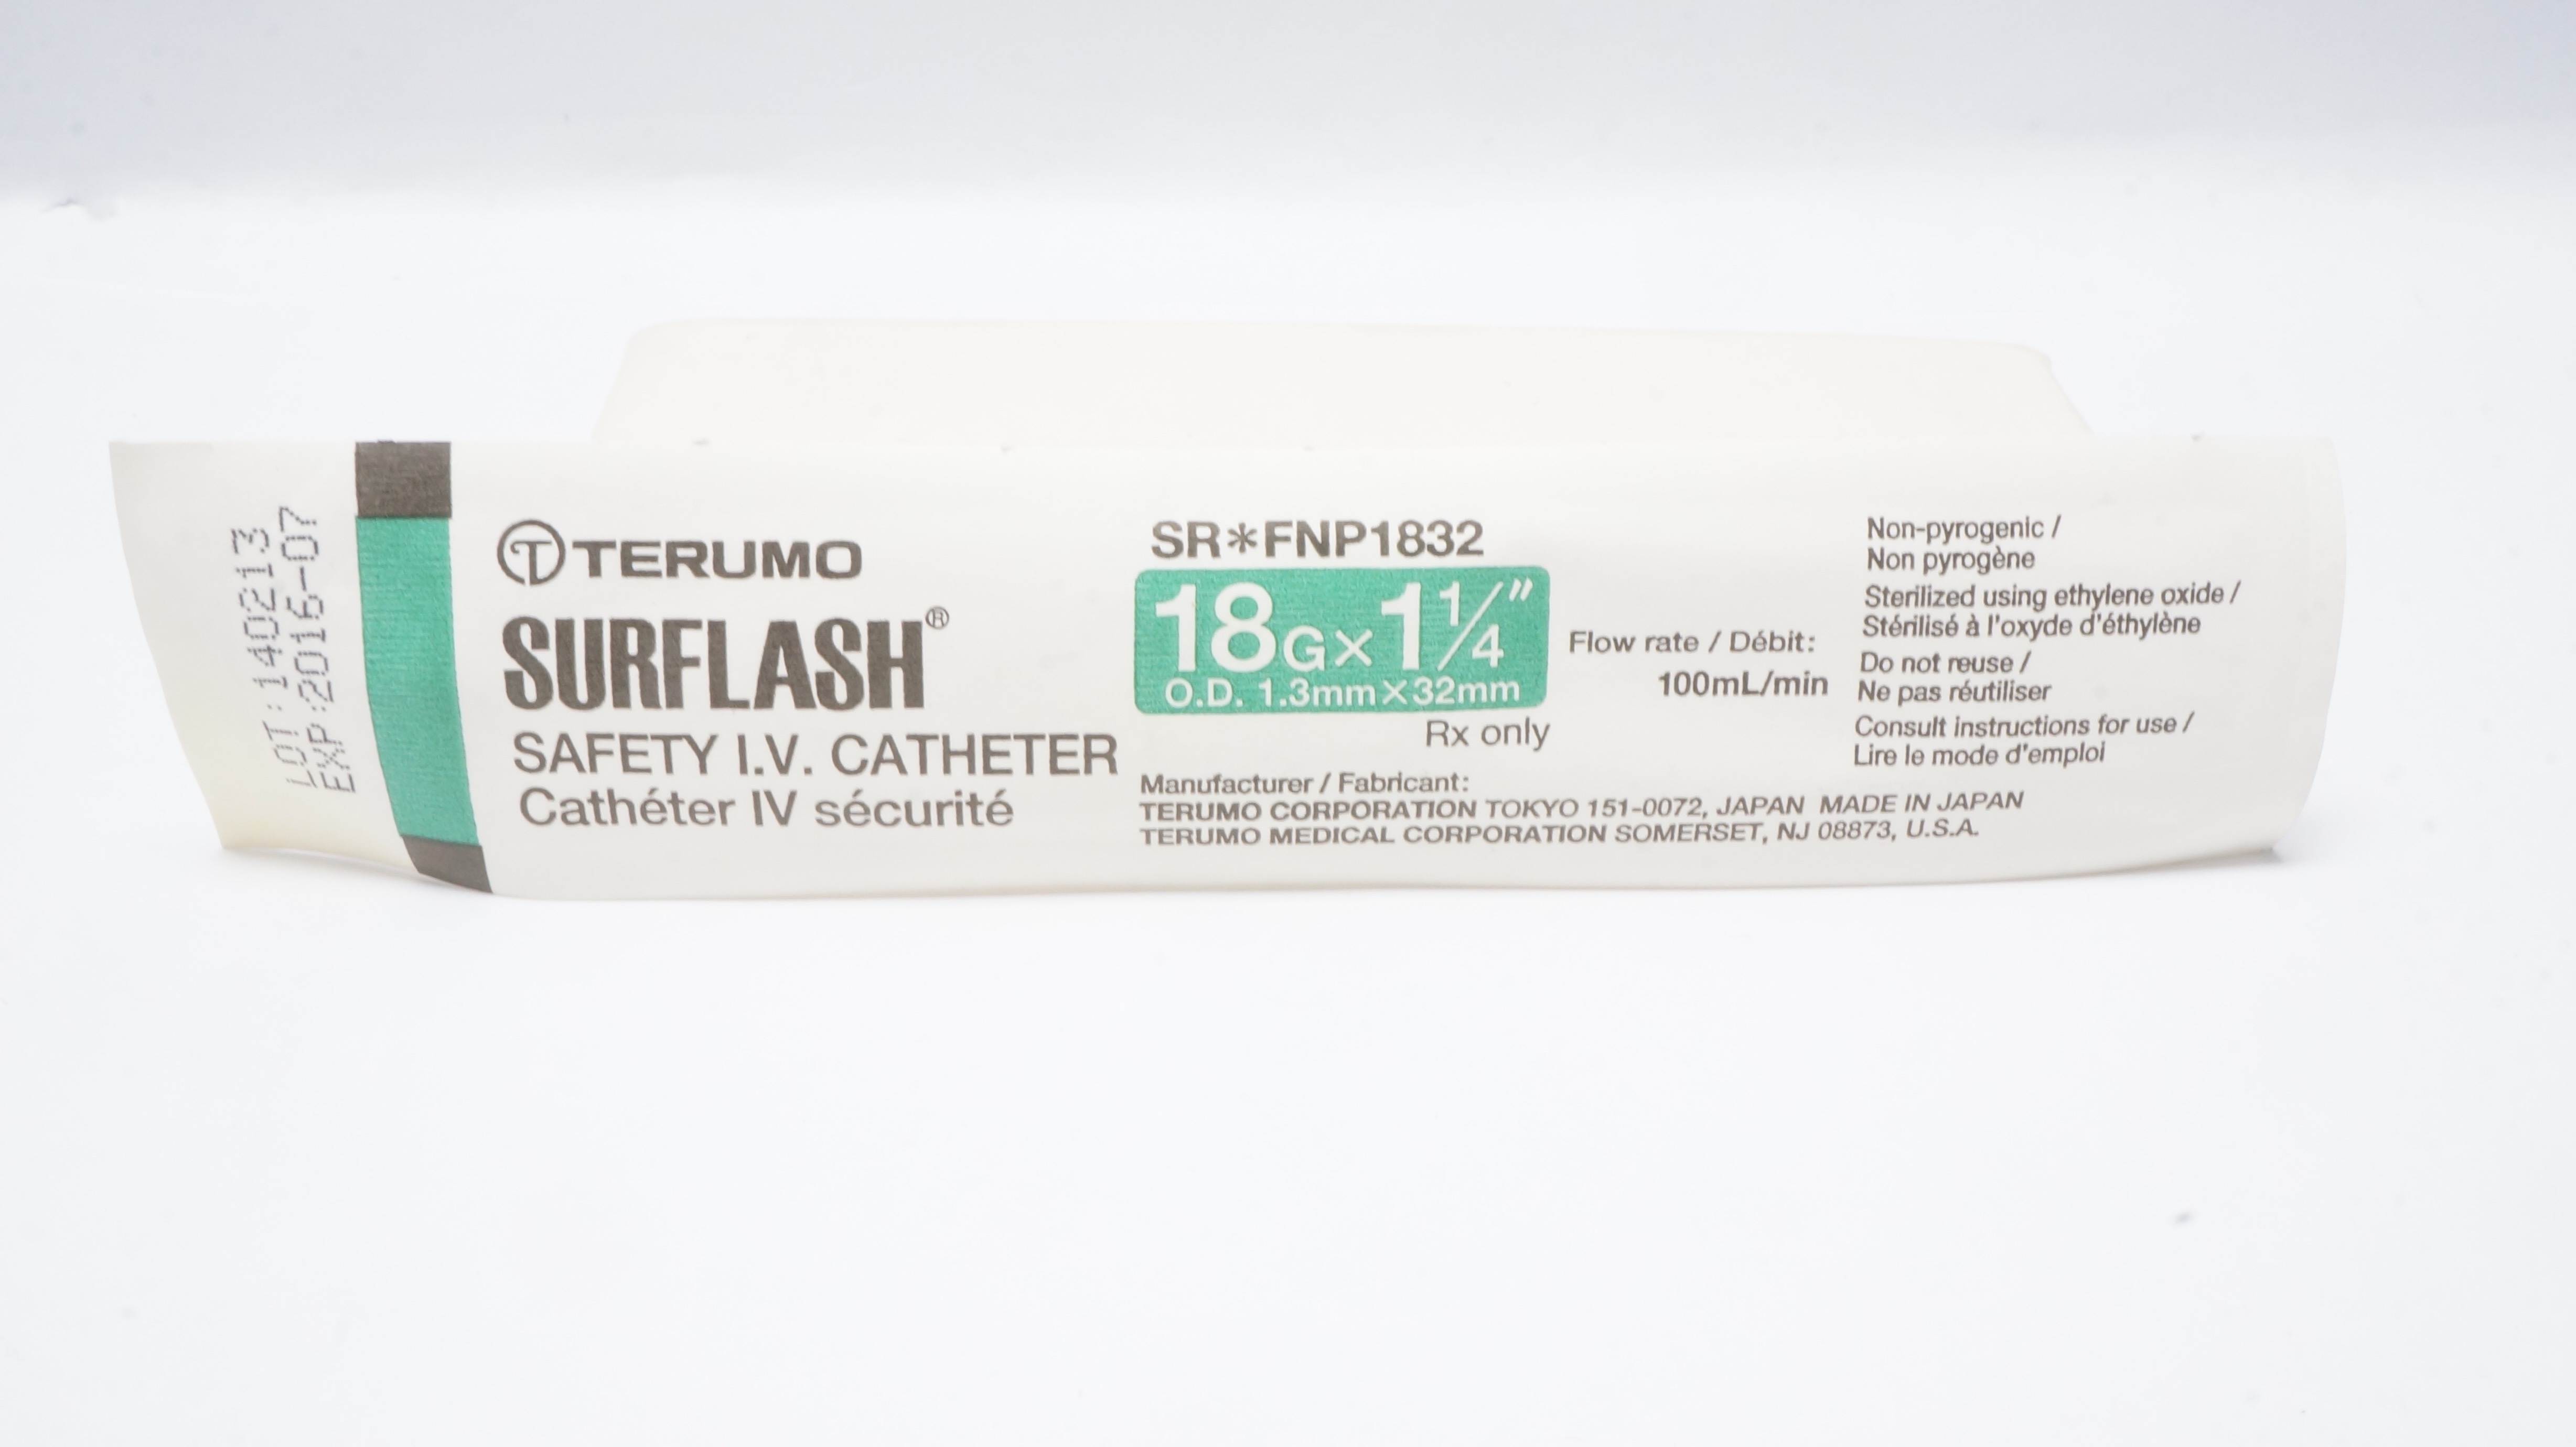 LOT:140213
EXP:2016-07
TERUMO
SURFLASH®
SAFETY I.V. CATHETER
Cathéter IV sécurité
SR*FNP1832
18G×1 1/4"
O.D. 1.3mm×32mm
Rx only
Flow rate / Débit:
100mL/min
Manufacturer / Fabricant:
TERUMO CORPORATION TOKYO 151-0072, JAPAN MADE IN JAPAN
TERUMO MEDICAL CORPORATION SOMERSET, NJ 08873, U.S.A.
Non-pyrogenic /
Non pyrogène
Sterilized using ethylene oxide /
Stérilisé à l'oxyde d'éthylène
Do not reuse /
Ne pas réutiliser
Consult instructions for use /
Lire le mode d'emploi